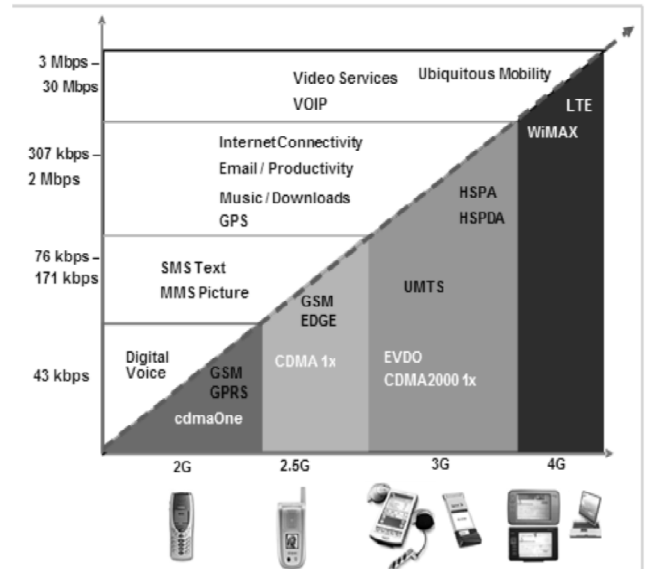 3 Mbps –
30 Mbps
Video Services
VOIP
Ubiquitous Mobility
LTE
WiMAX
307 kbps –
2 Mbps
Internet Connectivity
Email / Productivity
Music / Downloads
GPS
HSPA
HSPDA
76 kbps –
171 kbps
SMS Text
MMS Picture
GSM
EDGE
UMTS
43 kbps
Digital
Voice
GSM
GPRS
cdmaOne
CDMA 1x
EVDO
CDMA2000 1x
2G
2.5G
3G
4G